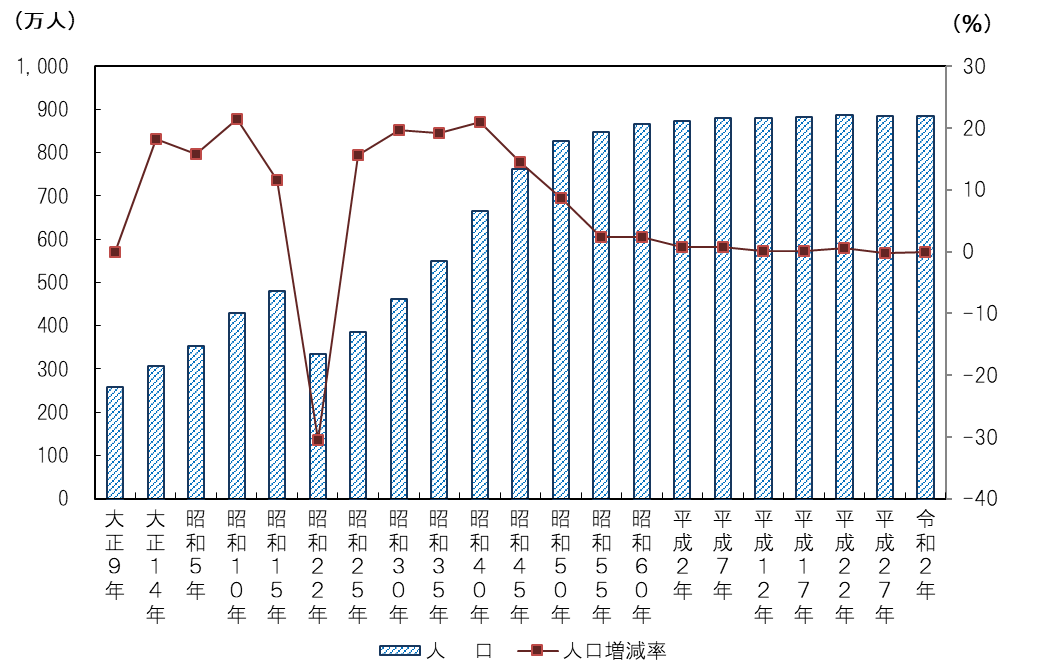 (万人)
(%)
1,000
900
800
700
600
500
400
300
200
100
0
30
20
10
0
-10
-20
-30
-40
大正9年
大正14年
昭和5年
昭和10年
昭和15年
昭和22年
昭和25年
昭和30年
昭和35年
昭和40年
昭和45年
昭和50年
昭和55年
昭和60年
平成2年
平成7年
平成12年
平成17年
平成22年
平成27年
令和2年
人　口
人口増減率